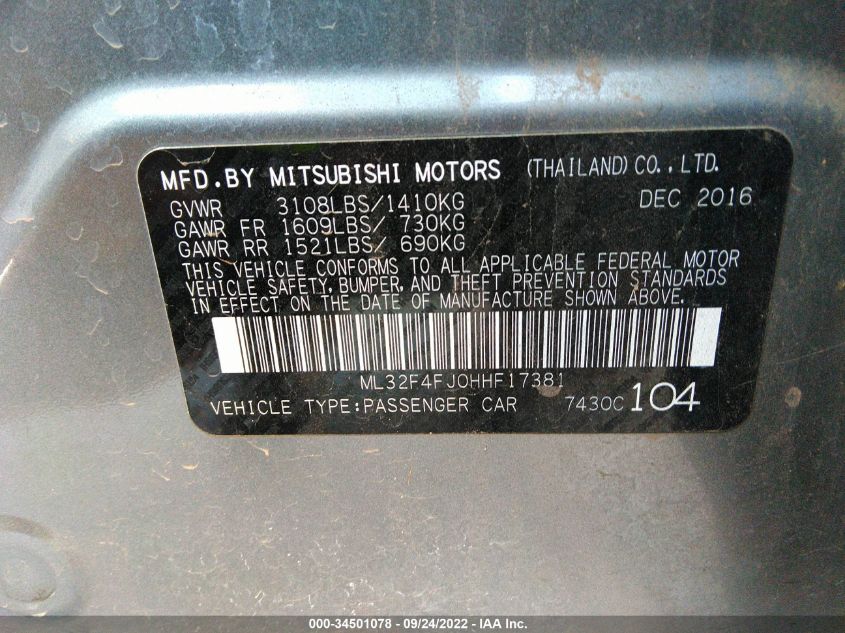 MFD.BY MITSUBISHI MOTORS (THAILAND) CO., LTD.
GVWR 3108LBS/1410KG DEC 2016
GAWR FR 1609LBS/ 730KG
GAWR RR 1521LBS/ 690KG
THIS VEHICLE CONFORMS TO ALL APPLICABLE FEDERAL MOTOR
VEHICLE SAFETY, BUMPER, AND THEFT PREVENTION STANDARDS
IN EFFECT ON THE DATE OF MANUFACTURE SHOWN ABOVE.
ML32F4FJ0HHF17381
VEHICLE TYPE:PASSENGER CAR 7430C 104
000-34501078 - 09/24/2022 - IAA Inc.